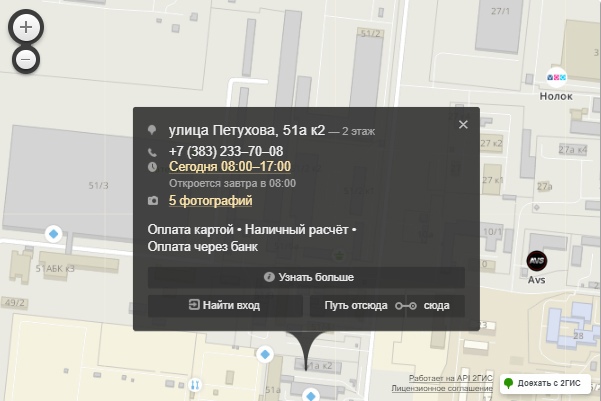 27/1
51/2
Нолок
улица Петухова, 51а к2 — 2 этаж
+7 (383) 233–70–08
Сегодня 08:00–17:00
Откроется завтра в 08:00
5 фотографий
Оплата картой • Наличный расчёт •
Оплата через банк
Узнать больше
Найти вход
Путь отсюда сюда
27а к4
27 к1
27а
51/3
10/1
51АБК к3
AVS
Avs
49/2
28
51а к2
Работает на API 2ГИС
Лицензионное соглашение
Доехать с 2ГИС